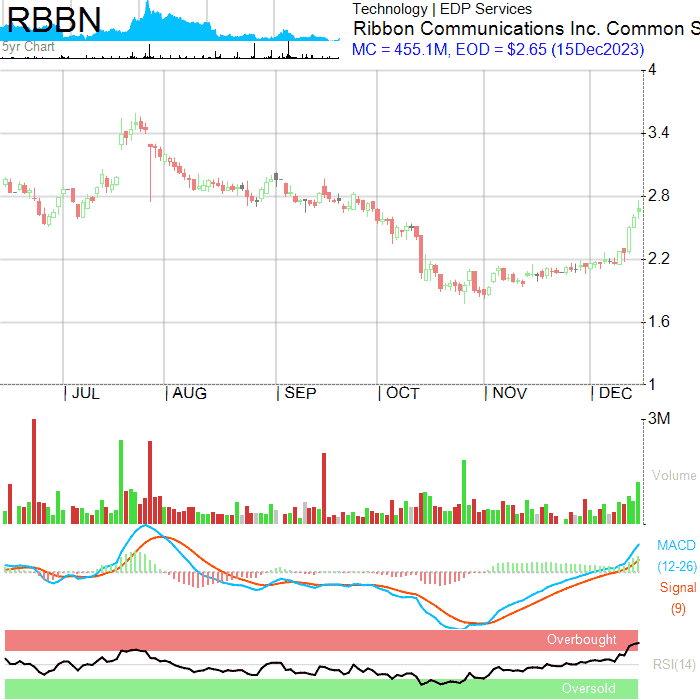 RBBN
5yr Chart
Technology | EDP Services
Ribbon Communications Inc. Common S
MC = 455.1M, EOD = $2.65 (15Dec2023)
4
3.4
2.8
2.2
1.6
1
JUL AUG SEP OCT NOV DEC
3M
Volume
MACD
(12-26)
Signal
(9)
Overbought
RSI(14)
Oversold